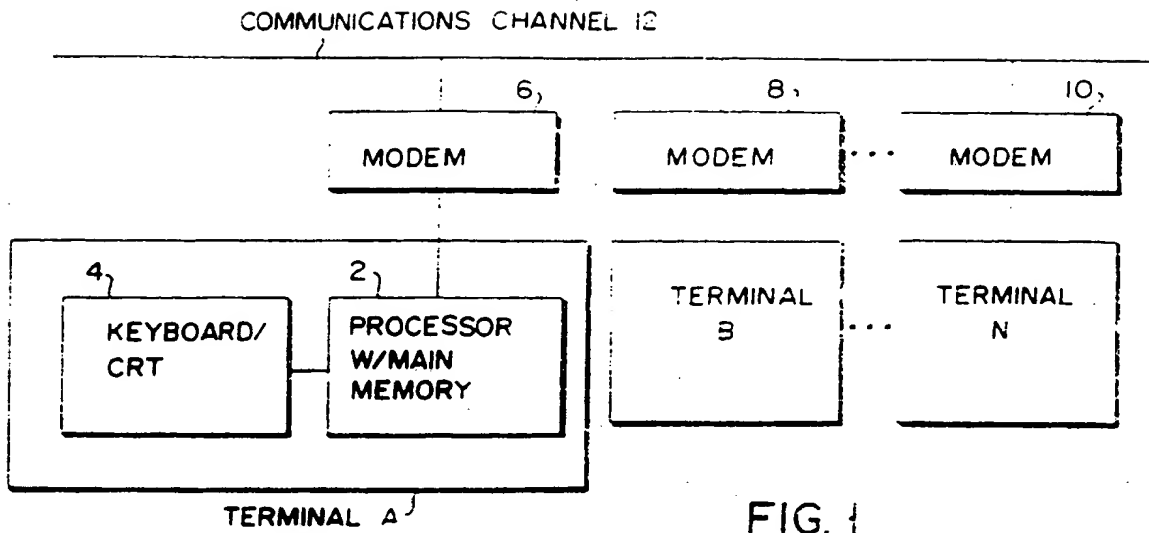 COMMUNICATIONS CHANNEL 12
6
8
10
MODEM
MODEM
MODEM
4
2
KEYBOARD/
CRT
PROCESSOR
W/MAIN
MEMORY
TERMINAL
B
TERMINAL
N
TERMINAL A
FIG. 1